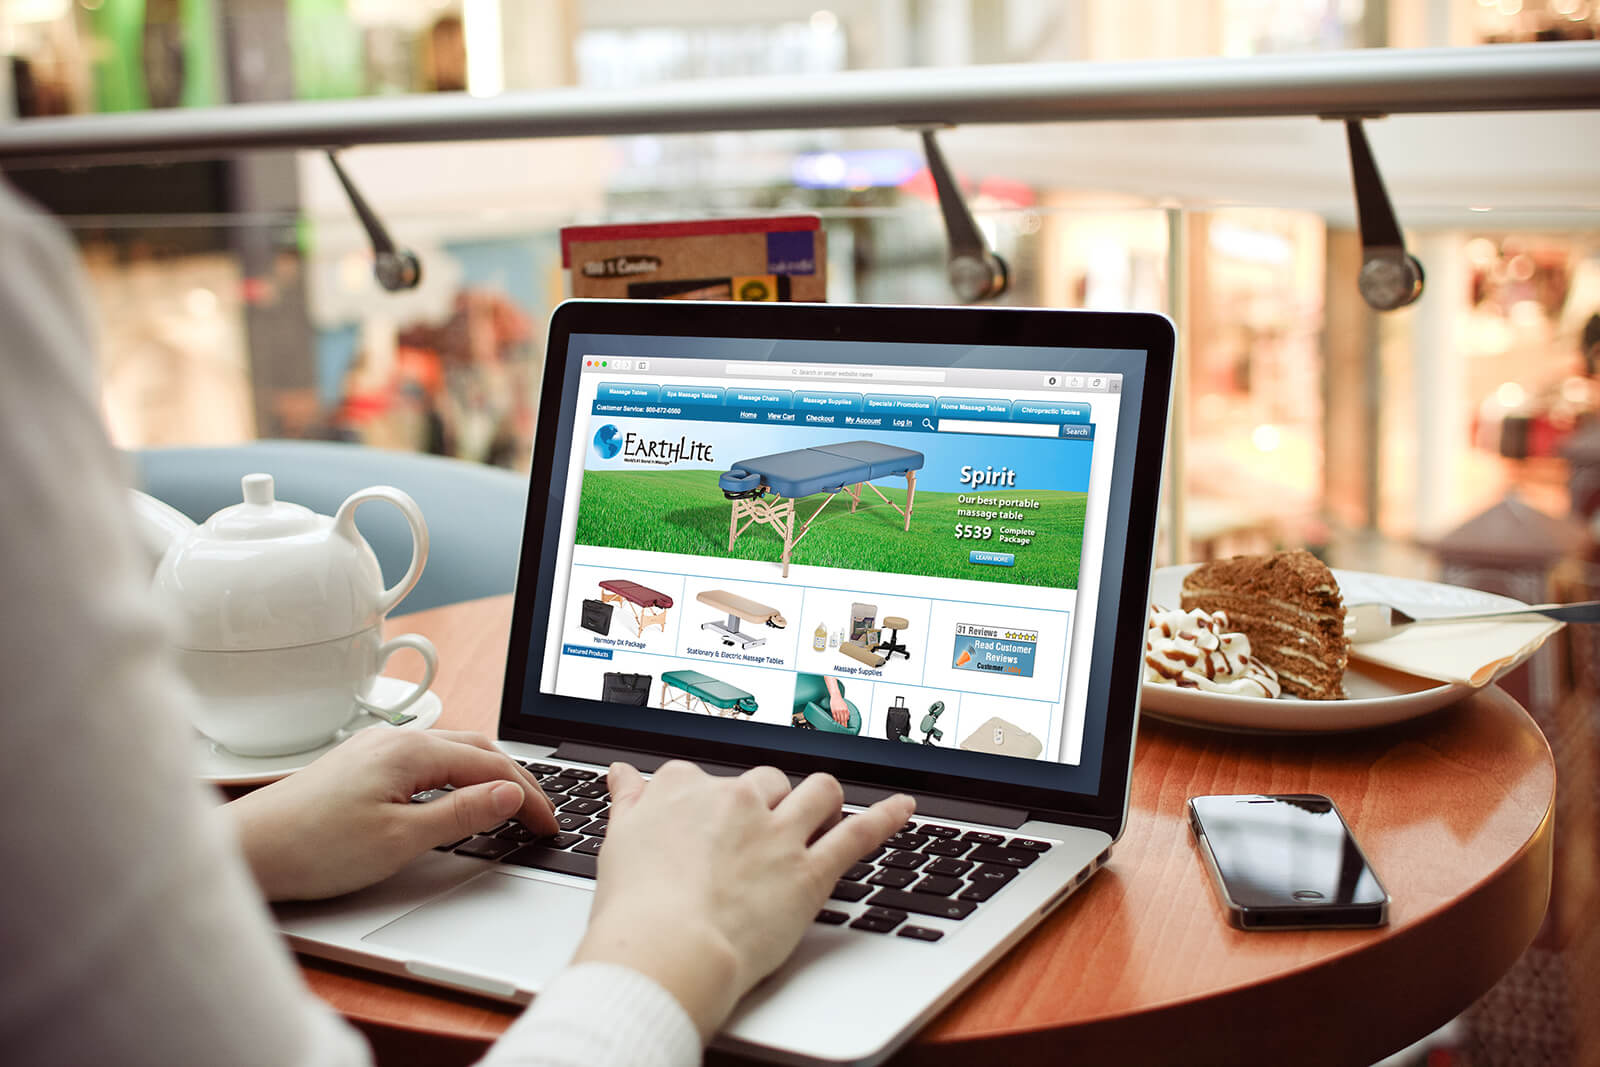 100 % Canadian
Search or enter website name
Massage Tables
Spa Massage Tables
Massage Chairs
Massage Supplies
Specials / Promotions
Home Massage Tables
Chiropractic Tables
Customer Service: 800-872-0560
Home
View Cart
Checkout
My Account
Log In
Search
EARTHLITE
World's #1 Brand in Massage
Spirit
Our best portable
massage table
$539
Complete
Package
LEARN MORE
Harmony DX Package
Stationary & Electric Massage Tables
Massage Supplies
31 Reviews
Read Customer
Reviews
Customer
Featured Products